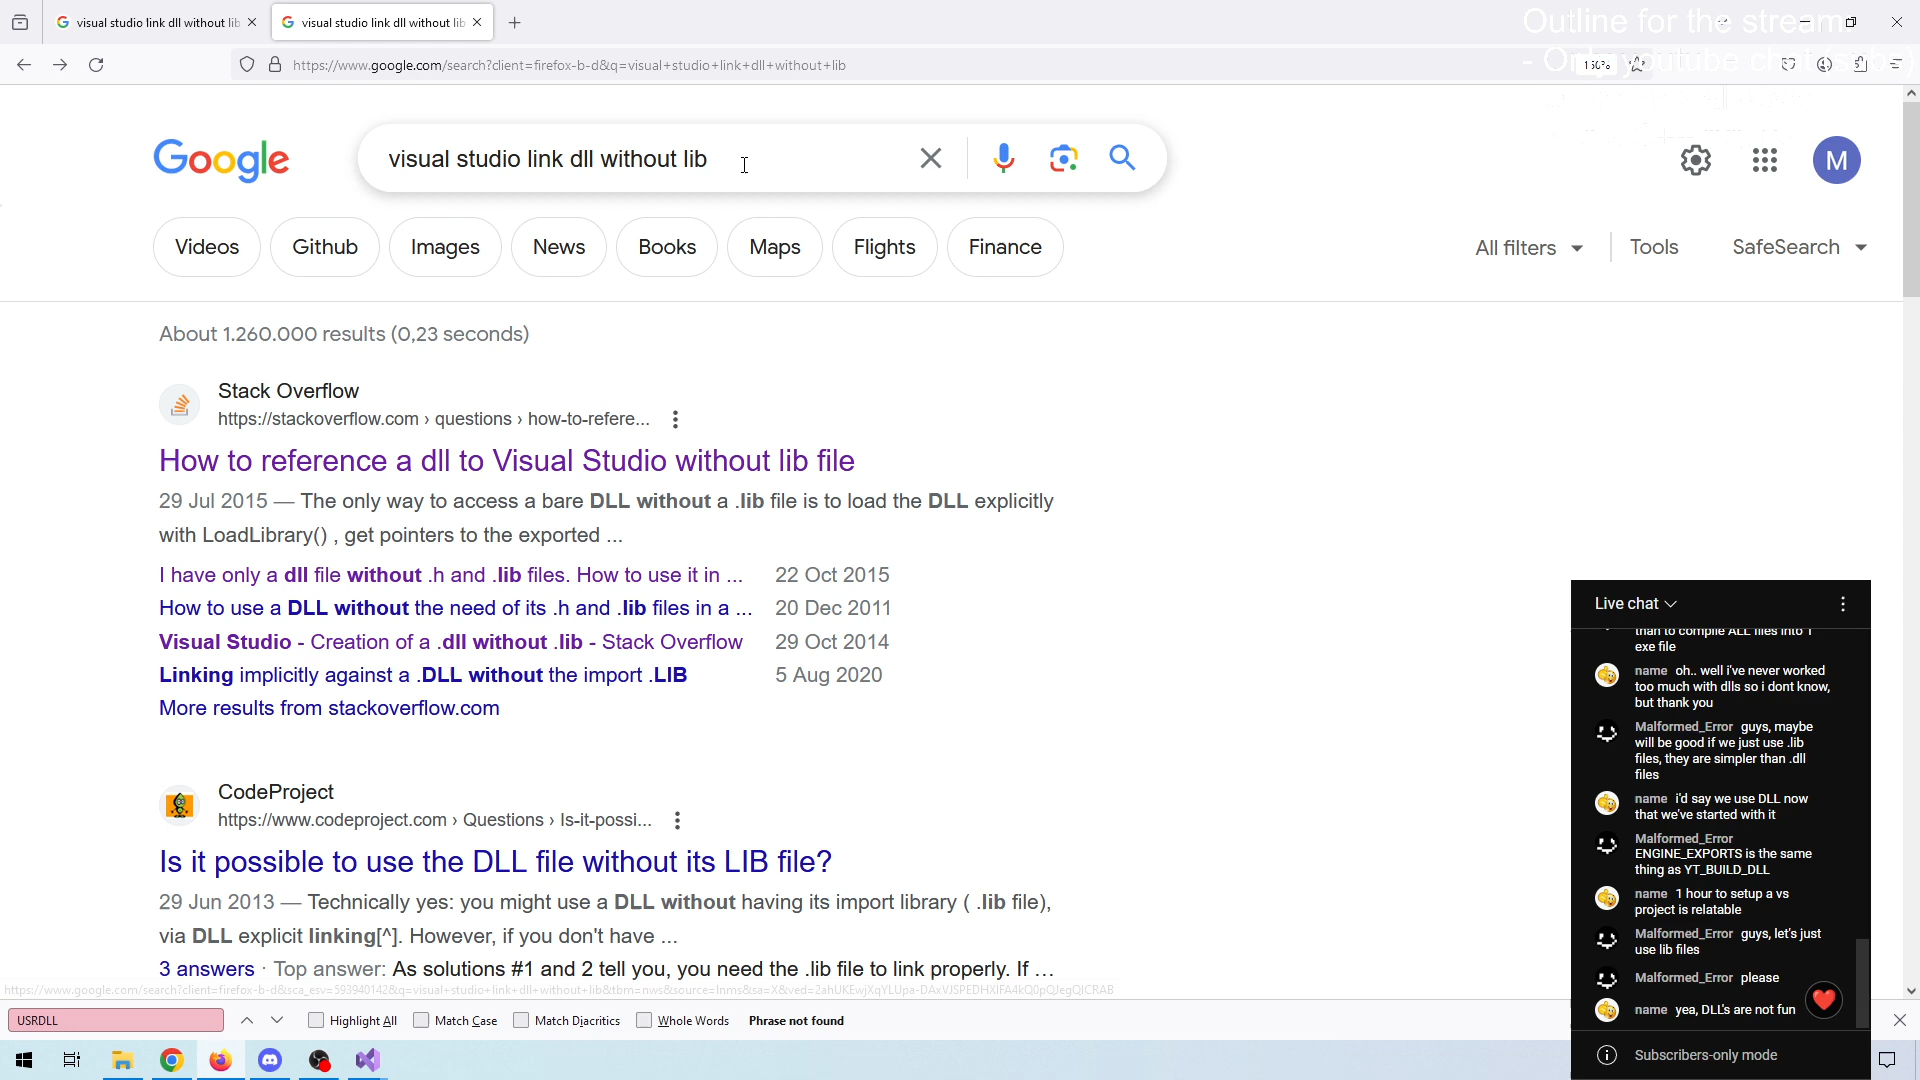 visual studio link dll without lib
visual studio link dll without lib
Outline for the stream
https://www.google.com/search?client=firefox-b-d&q=visual+studio+link+dll+without+lib
150%
Google
visual studio link dll without lib
M
Videos
Github
Images
News
Books
Maps
Flights
Finance
All filters
Tools
SafeSearch
About 1.260.000 results (0,23 seconds)
Stack Overflow
https://stackoverflow.com › questions › how-to-refere...
How to reference a dll to Visual Studio without lib file
29 Jul 2015 — The only way to access a bare DLL without a .lib file is to load the DLL explicitly
with LoadLibrary() , get pointers to the exported ...
I have only a dll file without .h and .lib files. How to use it in ... 22 Oct 2015
How to use a DLL without the need of its .h and .lib files in a ... 20 Dec 2011
Visual Studio - Creation of a .dll without .lib - Stack Overflow 29 Oct 2014
Linking implicitly against a .DLL without the import .LIB 5 Aug 2020
More results from stackoverflow.com
CodeProject
https://www.codeproject.com › Questions › Is-it-possi...
Is it possible to use the DLL file without its LIB file?
29 Jun 2013 — Technically yes: you might use a DLL without having its import library ( .lib file),
via DLL explicit linking[^]. However, if you don't have ...
3 answers · Top answer: As solutions #1 and 2 tell you, you need the .lib file to link properly. If ...
Live chat
than to compile ALL files into 1
exe file
name oh.. well i've never worked
too much with dlls so i dont know,
but thank you
Malformed_Error guys, maybe
will be good if we just use .lib
files, they are simpler than .dll
files
name i'd say we use DLL now
that we've started with it
Malformed_Error
ENGINE_EXPORTS is the same
thing as YT_BUILD_DLL
name 1 hour to setup a vs
project is relatable
Malformed_Error guys, let's just
use lib files
Malformed_Error please
name yea, DLL's are not fun
Subscribers-only mode
USRDLL
Highlight All
Match Case
Match Diacritics
Whole Words
Phrase not found